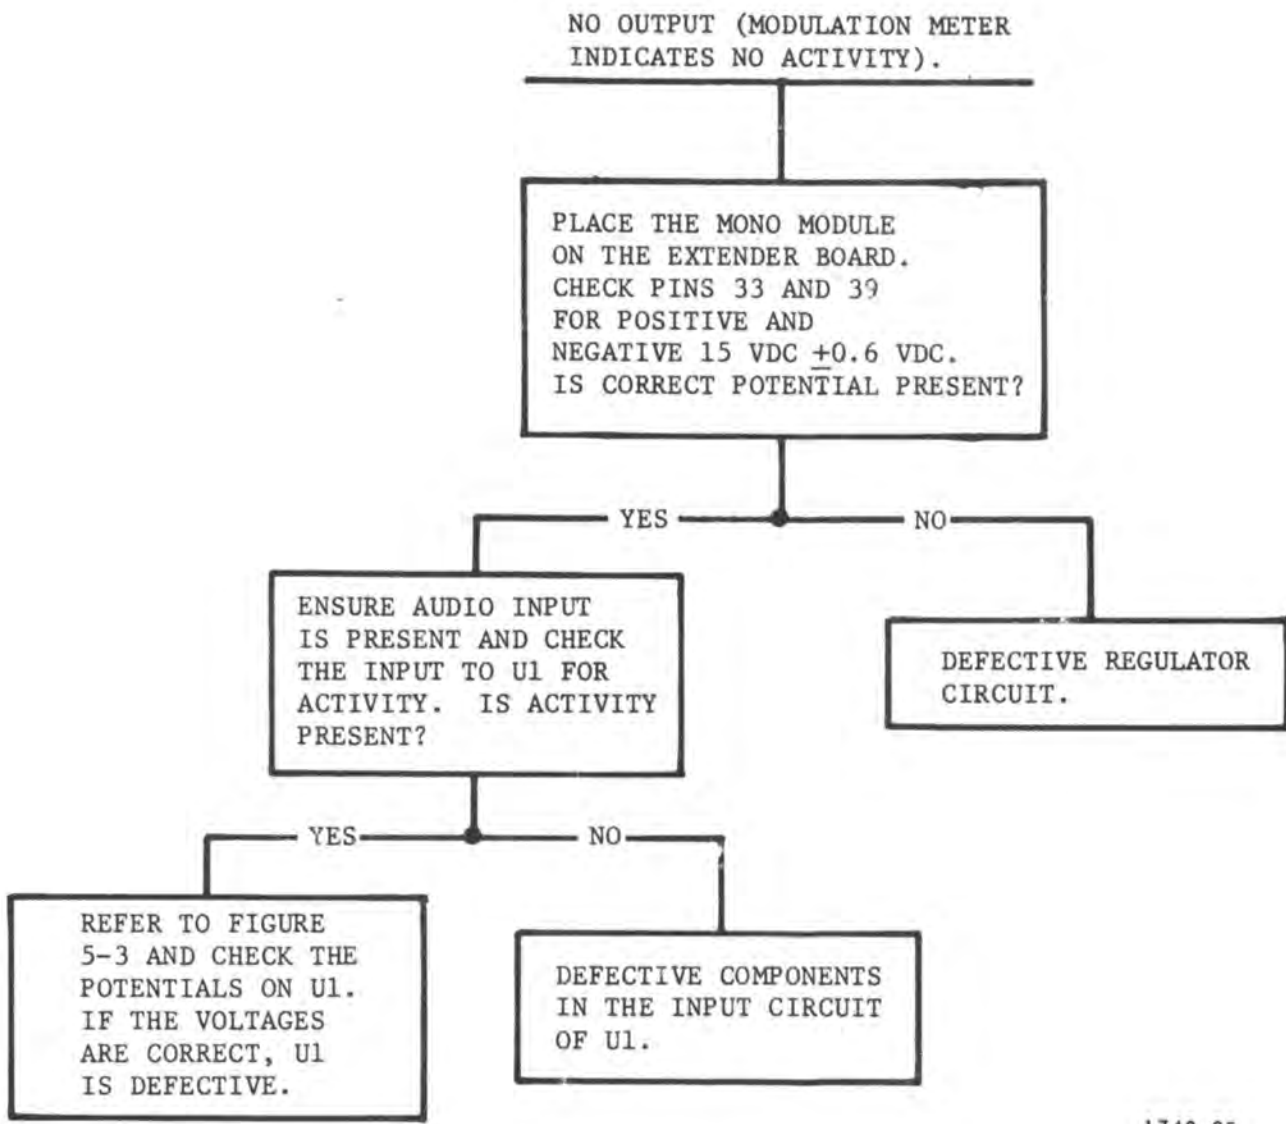 NO OUTPUT (MODULATION METER
INDICATES NO ACTIVITY).
PLACE THE MONO MODULE
ON THE EXTENDER BOARD.
CHECK PINS 33 AND 39
FOR POSITIVE AND
NEGATIVE 15 VDC ±0.6 VDC.
IS CORRECT POTENTIAL PRESENT?
YES
NO
ENSURE AUDIO INPUT
IS PRESENT AND CHECK
THE INPUT TO U1 FOR
ACTIVITY. IS ACTIVITY
PRESENT?
DEFECTIVE REGULATOR
CIRCUIT.
YES
NO
REFER TO FIGURE
5-3 AND CHECK THE
POTENTIALS ON U1.
IF THE VOLTAGES
ARE CORRECT, U1
IS DEFECTIVE.
DEFECTIVE COMPONENTS
IN THE INPUT CIRCUIT
OF U1.